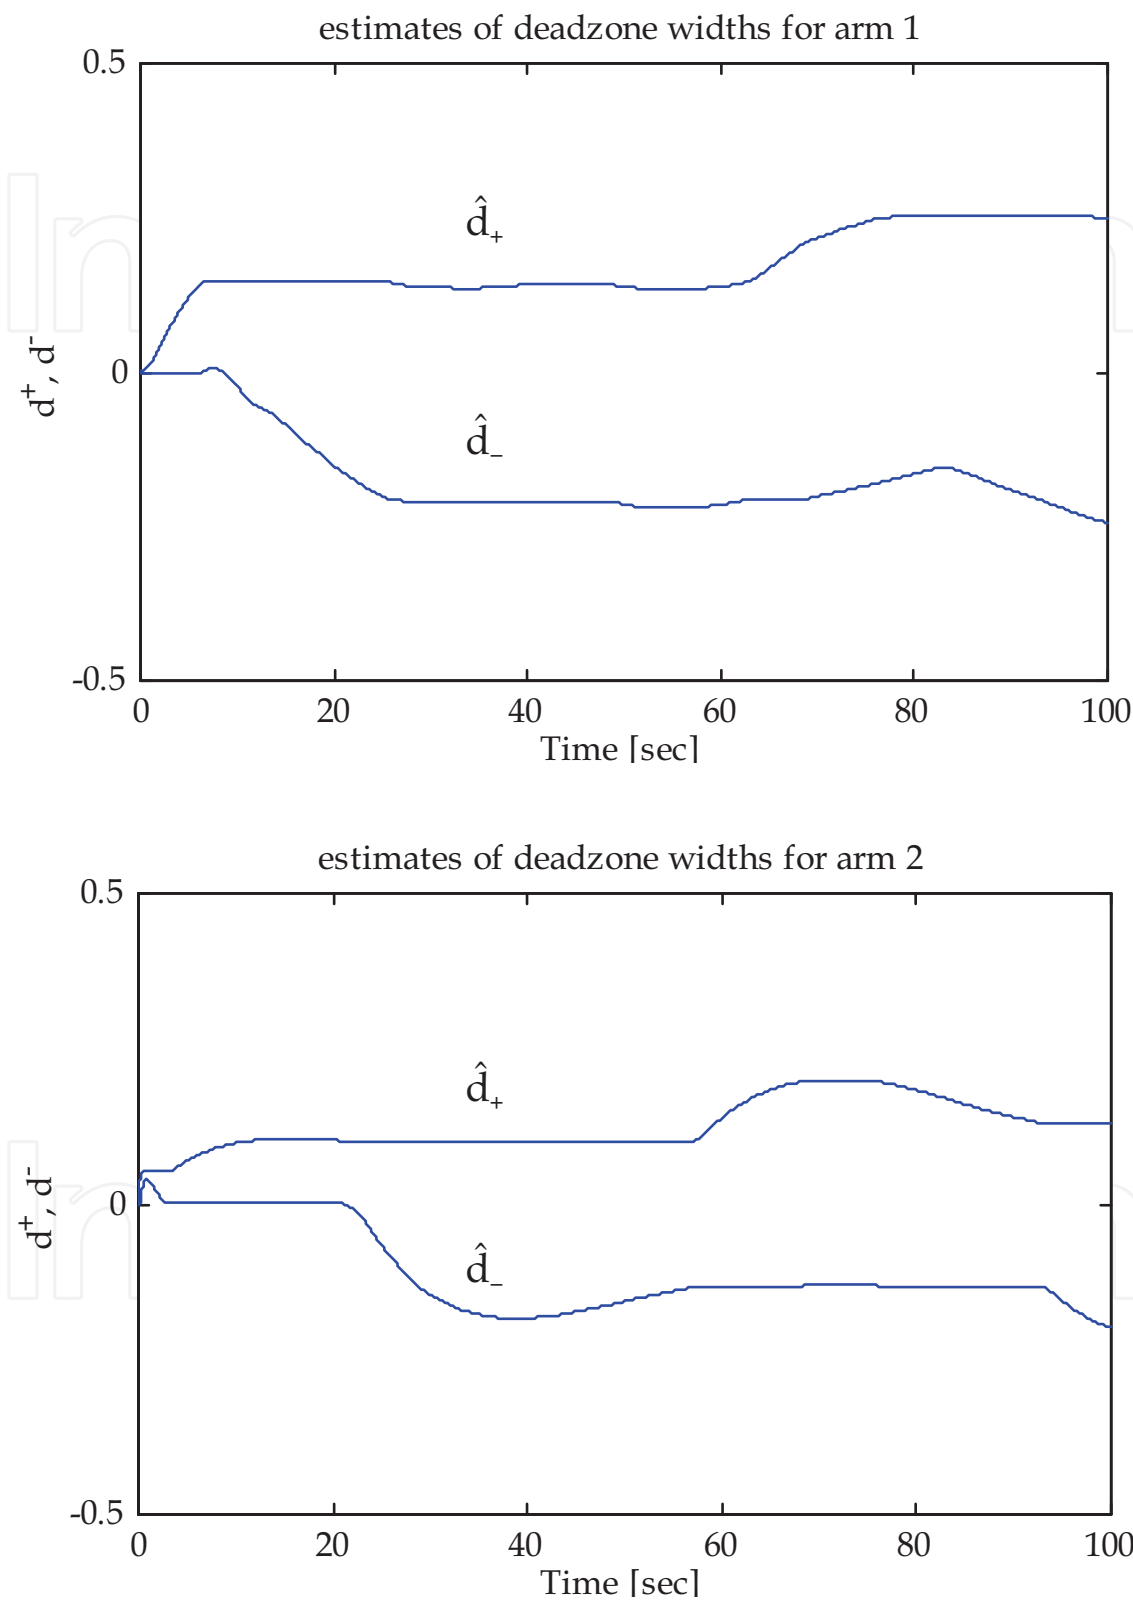 estimates of deadzone widths for arm 1
0.5
d̂₊
d⁺, d⁻
0
d̂₋
-0.5
0 20 40 60 80 100
Time [sec]
estimates of deadzone widths for arm 2
0.5
d̂₊
d⁺, d⁻
0
d̂₋
-0.5
0 20 40 60 80 100
Time [sec]